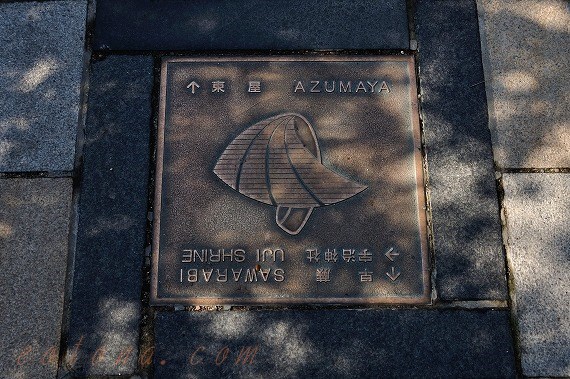 ↑ 東屋 AZUMAYA
↓ 早蕨 SAWARABI
← 宇治神社 UJI SHRINE